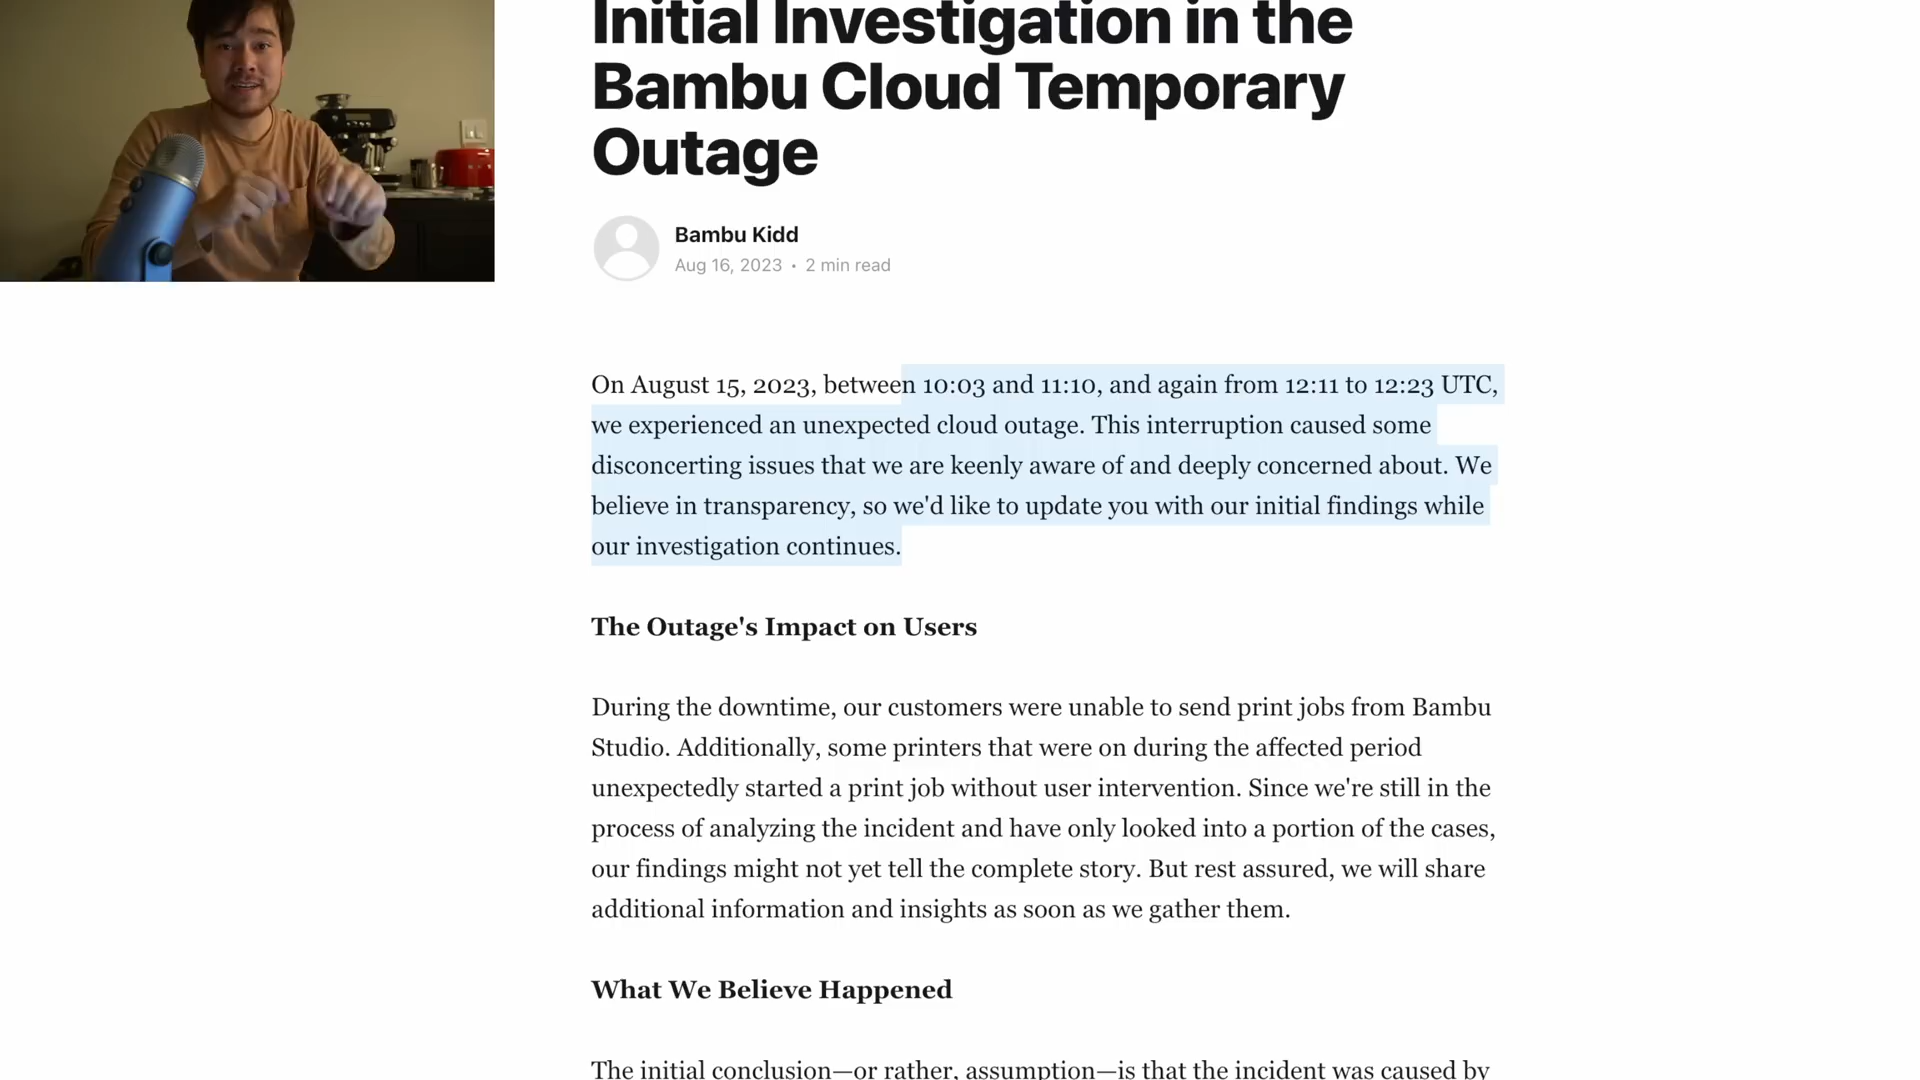 Initial Investigation in the
Bambu Cloud Temporary
Outage
Bambu Kidd
Aug 16, 2023 • 2 min read
On August 15, 2023, between 10:03 and 11:10, and again from 12:11 to 12:23 UTC,
we experienced an unexpected cloud outage. This interruption caused some
disconcerting issues that we are keenly aware of and deeply concerned about. We
believe in transparency, so we'd like to update you with our initial findings while
our investigation continues.
The Outage's Impact on Users
During the downtime, our customers were unable to send print jobs from Bambu
Studio. Additionally, some printers that were on during the affected period
unexpectedly started a print job without user intervention. Since we're still in the
process of analyzing the incident and have only looked into a portion of the cases,
our findings might not yet tell the complete story. But rest assured, we will share
additional information and insights as soon as we gather them.
What We Believe Happened
The initial conclusion—or rather, assumption—is that the incident was caused by